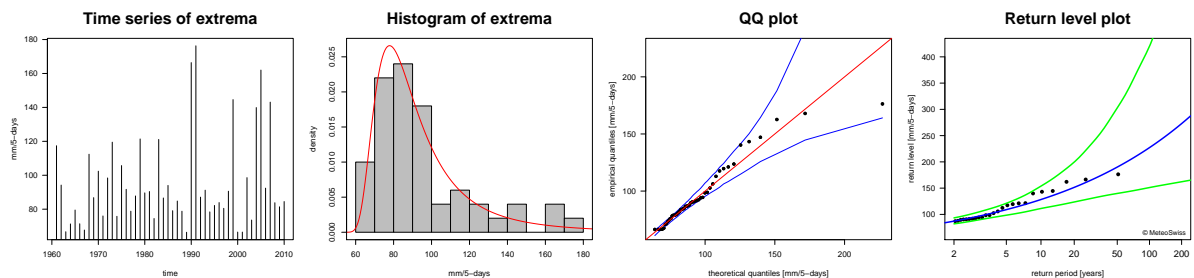 Time series of extrema
mm/5−days
180
160
140
120
100
80
1960 1970 1980 1990 2000 2010
time
Histogram of extrema
density
0.025
0.020
0.015
0.010
0.005
0.000
60 80 100 120 140 160 180
mm/5−days
QQ plot
empirical quantiles [mm/5−days]
200
150
100
100 150 200
theoretical quantiles [mm/5−days]
Return level plot
return level [mm/5−days]
400
350
300
250
200
150
100
© MeteoSwiss
2 5 10 20 50 100 200
return period [years]